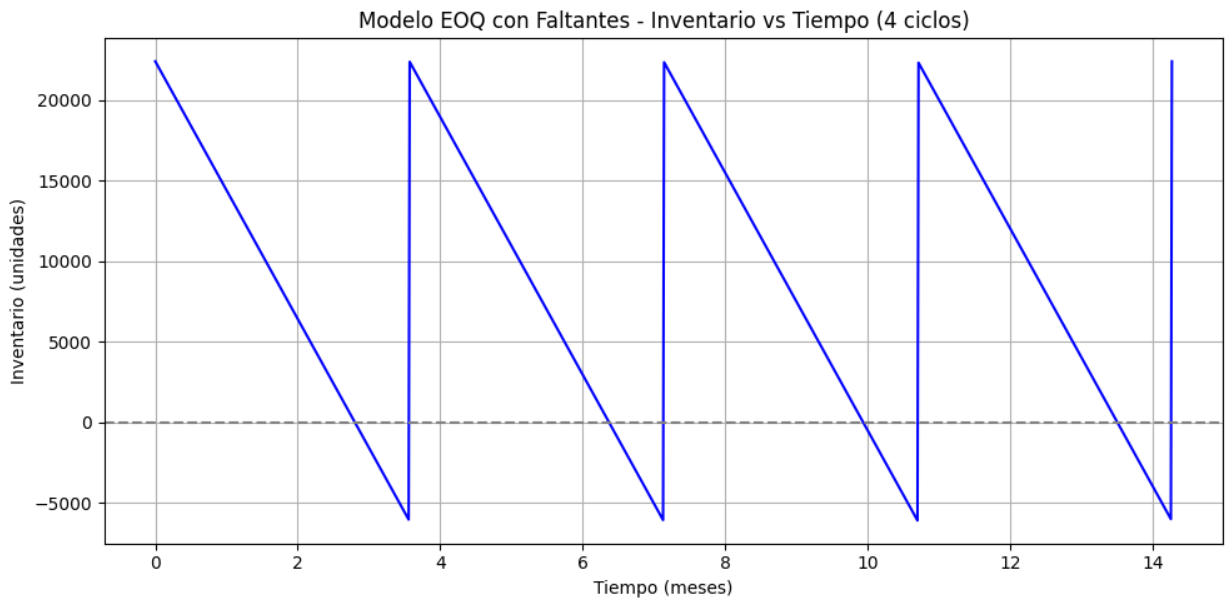 Modelo EOQ con Faltantes - Inventario vs Tiempo (4 ciclos)
Inventario (unidades)
20000
15000
10000
5000
0
−5000
0 2 4 6 8 10 12 14
Tiempo (meses)